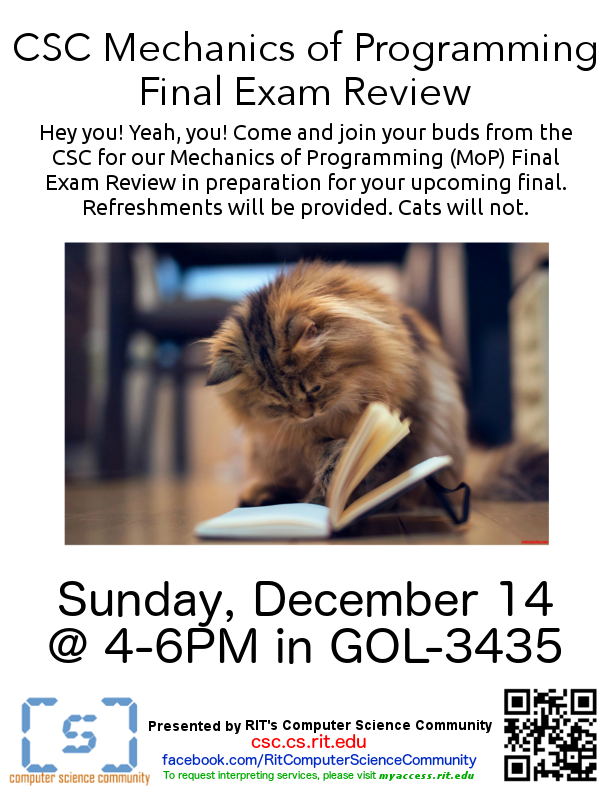 CSC Mechanics of Programming
Final Exam Review
Hey you! Yeah, you! Come and join your buds from the
CSC for our Mechanics of Programming (MoP) Final
Exam Review in preparation for your upcoming final.
Refreshments will be provided. Cats will not.
Sunday, December 14
@ 4-6PM in GOL-3435
[s]
computer science community
Presented by RIT's Computer Science Community
csc.cs.rit.edu
facebook.com/RitComputerScienceCommunity
To request interpreting services, please visit myaccess.rit.edu